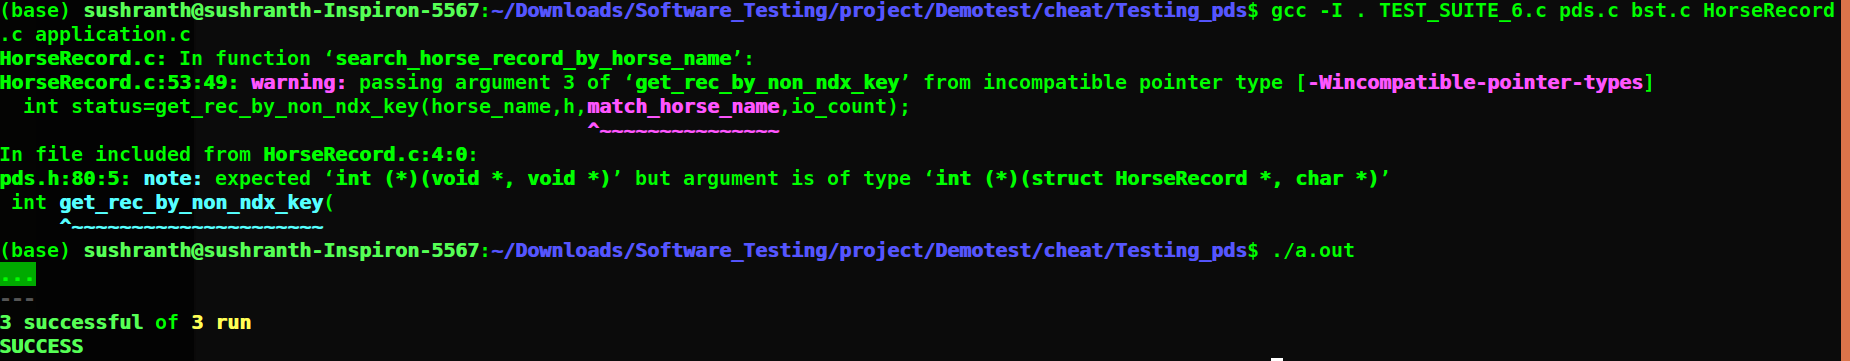 (base) sushranth@sushranth-Inspiron-5567:~/Downloads/Software_Testing/project/Demotest/cheat/Testing_pds$ gcc -I . TEST_SUITE_6.c pds.c bst.c HorseRecord
.c application.c
HorseRecord.c: In function ‘search_horse_record_by_horse_name’:
HorseRecord.c:53:49: warning: passing argument 3 of ‘get_rec_by_non_ndx_key’ from incompatible pointer type [-Wincompatible-pointer-types]
  int status=get_rec_by_non_ndx_key(horse_name,h,match_horse_name,io_count);
                                                 ^~~~~~~~~~~~~~~~
In file included from HorseRecord.c:4:0:
pds.h:80:5: note: expected ‘int (*)(void *, void *)’ but argument is of type ‘int (*)(struct HorseRecord *, char *)’
 int get_rec_by_non_ndx_key(
     ^~~~~~~~~~~~~~~~~~~~~~
(base) sushranth@sushranth-Inspiron-5567:~/Downloads/Software_Testing/project/Demotest/cheat/Testing_pds$ ./a.out
...
---
3 successful of 3 run
SUCCESS